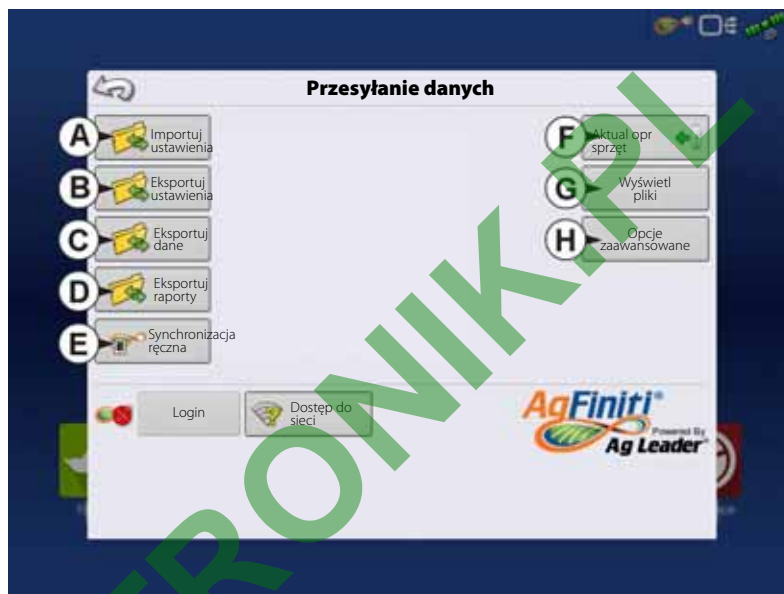 Przesyłanie danych
A
Importuj
ustawienia
B
Eksportuj
ustawienia
C
Eksportuj
dane
D
Eksportuj
raporty
E
Synchronizacja
ręczna
F
Aktual opr
sprzęt
G
Wyświetl
pliki
H
Opcje
zaawansowane
Login
Dostęp do
sieci
AgFiniti
Powered By
Ag Leader
TRONIK.PL